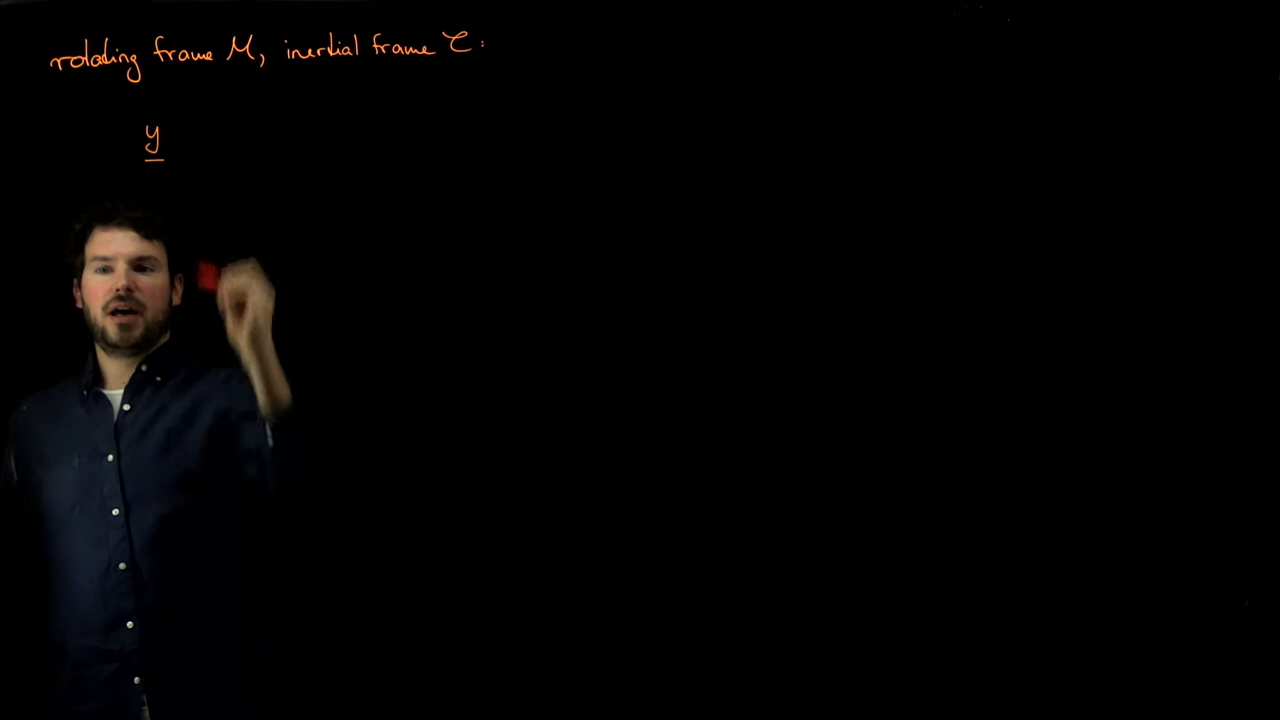 rotating frame M, inertial frame τ:
y